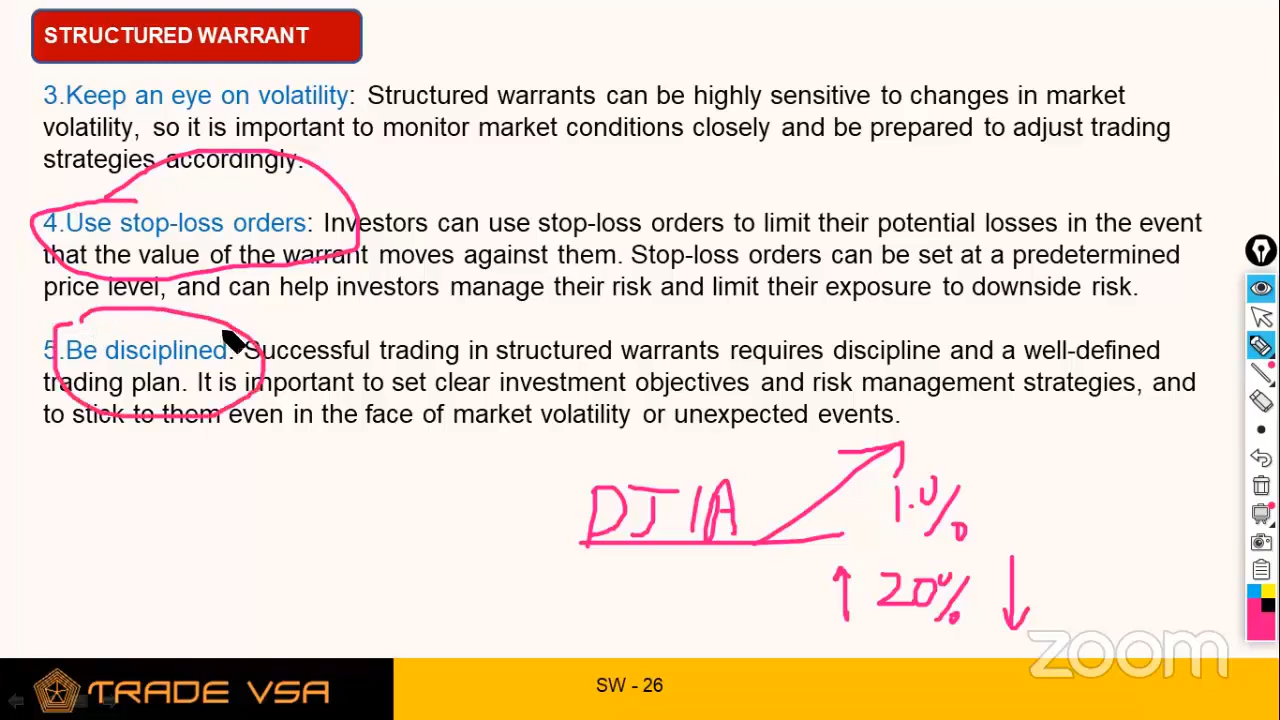 STRUCTURED WARRANT
3.Keep an eye on volatility: Structured warrants can be highly sensitive to changes in market
volatility, so it is important to monitor market conditions closely and be prepared to adjust trading
strategies accordingly.
4.Use stop-loss orders: Investors can use stop-loss orders to limit their potential losses in the event
that the value of the warrant moves against them. Stop-loss orders can be set at a predetermined
price level, and can help investors manage their risk and limit their exposure to downside risk.
5.Be disciplined: Successful trading in structured warrants requires discipline and a well-defined
trading plan. It is important to set clear investment objectives and risk management strategies, and
to stick to them even in the face of market volatility or unexpected events.
DJIA
1.0%
↑ 20% ↓
zoom
TRADE VSA
SW - 26